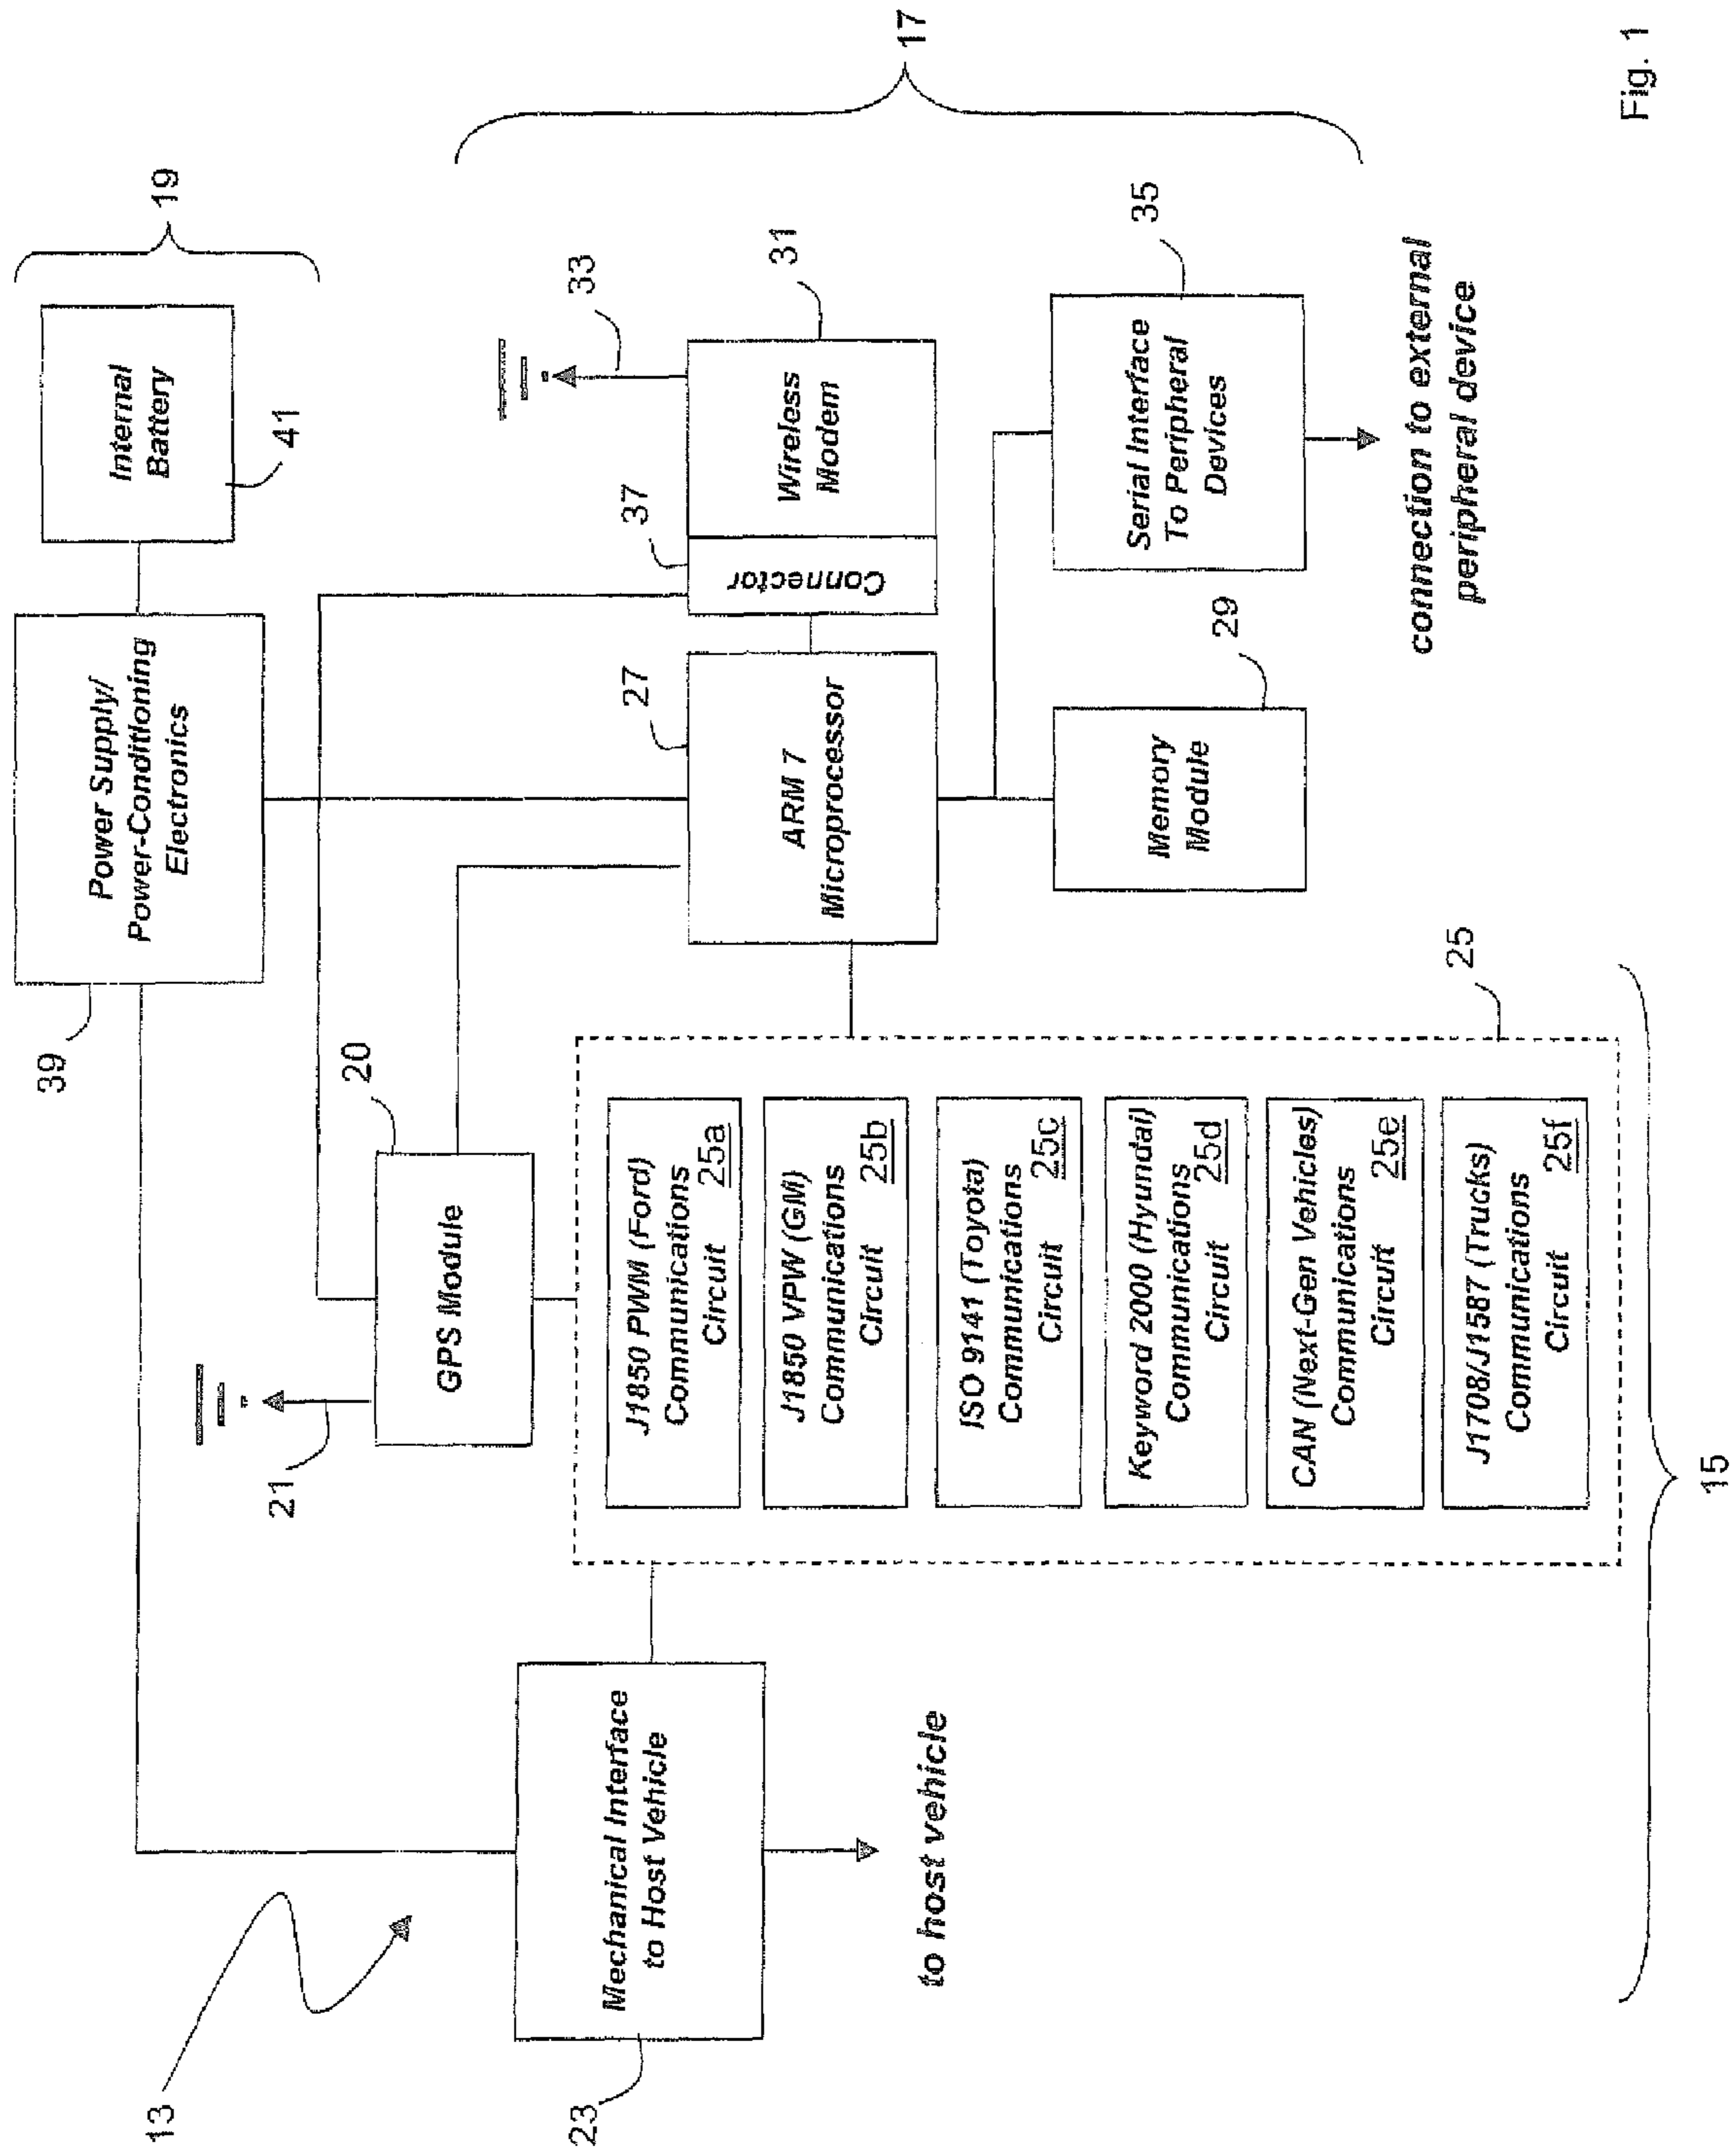 13
39
Power Supply/
Power-Conditioning
Electronics
Internal
Battery
41
19
21
GPS Module
20
33
23
Mechanical Interface
to Host Vehicle
to host vehicle
J1850 PWM (Ford)
Communications
Circuit 25a
J1850 VPW (GM)
Communications
Circuit 25b
ISO 9141 (Toyota)
Communications
Circuit 25c
Keyword 2000 (Hyundai)
Communications
Circuit 25d
CAN (Next-Gen Vehicles)
Communications
Circuit 25e
J1708/J1587 (Trucks)
Communications
Circuit 25f
25
15
27
ARM 7
Microprocessor
37
Connector
Wireless
Modem
31
17
Memory
Module
29
Serial Interface
To Peripheral
Devices
35
connection to external
peripheral device
Fig. 1